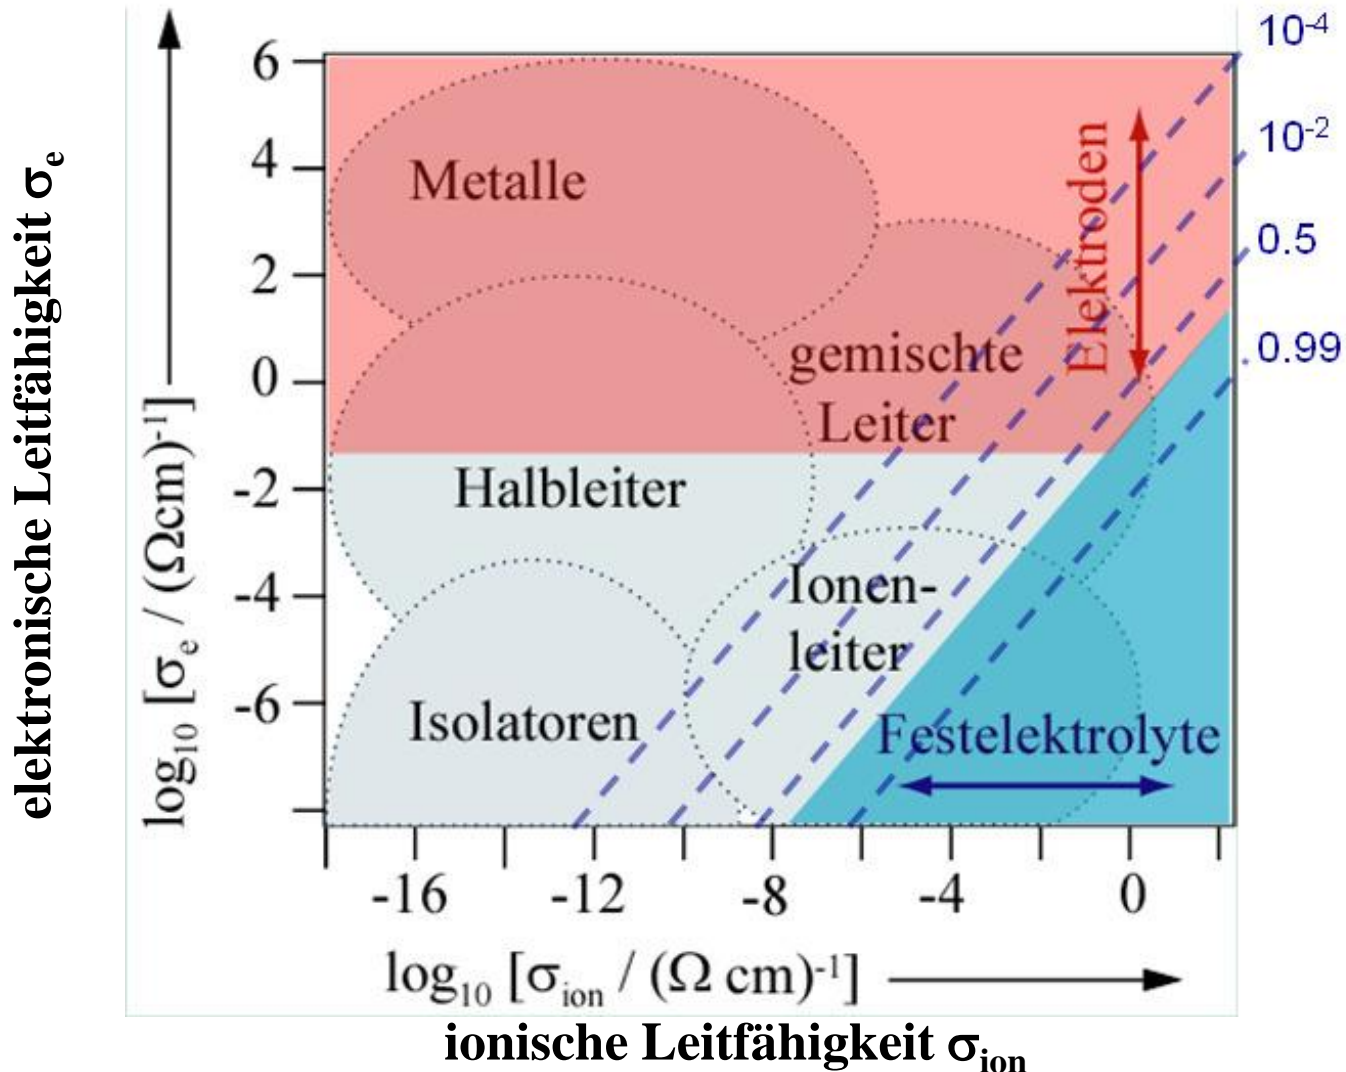 elektronische Leitfähigkeit σe
log10 [σe / (Ωcm)-1]
6
4
2
0
-2
-4
-6
10-4
10-2
0.5
0.99
Metalle
Elektroden
gemischte
Leiter
Halbleiter
Ionen-
leiter
Isolatoren
Festelektrolyte
-16 -12 -8 -4 0
log10 [σion / (Ω cm)-1]
ionische Leitfähigkeit σion